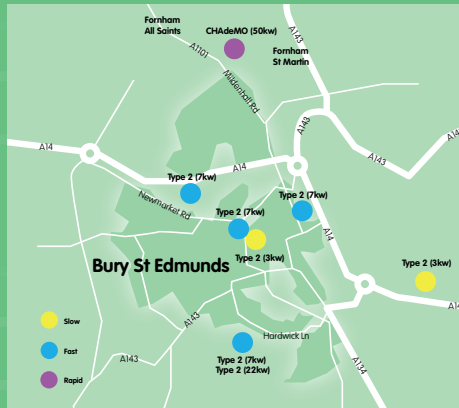 Fornham
All Saints
CHAdeMO (50kw)
A143
A1101
Fornham
St Martin
Mildenhall Rd
A143
A14
A143
A14
A14
Type 2 (7kw)
Newmarket Rd
Type 2 (7kw)
Type 2 (7kw)
A14
Type 2 (3kw)
Bury St Edmunds
Type 2 (3kw)
A14
Slow
A143
Hardwick Ln
Fast
A143
Type 2 (7kw)
Type 2 (22kw)
A134
Rapid